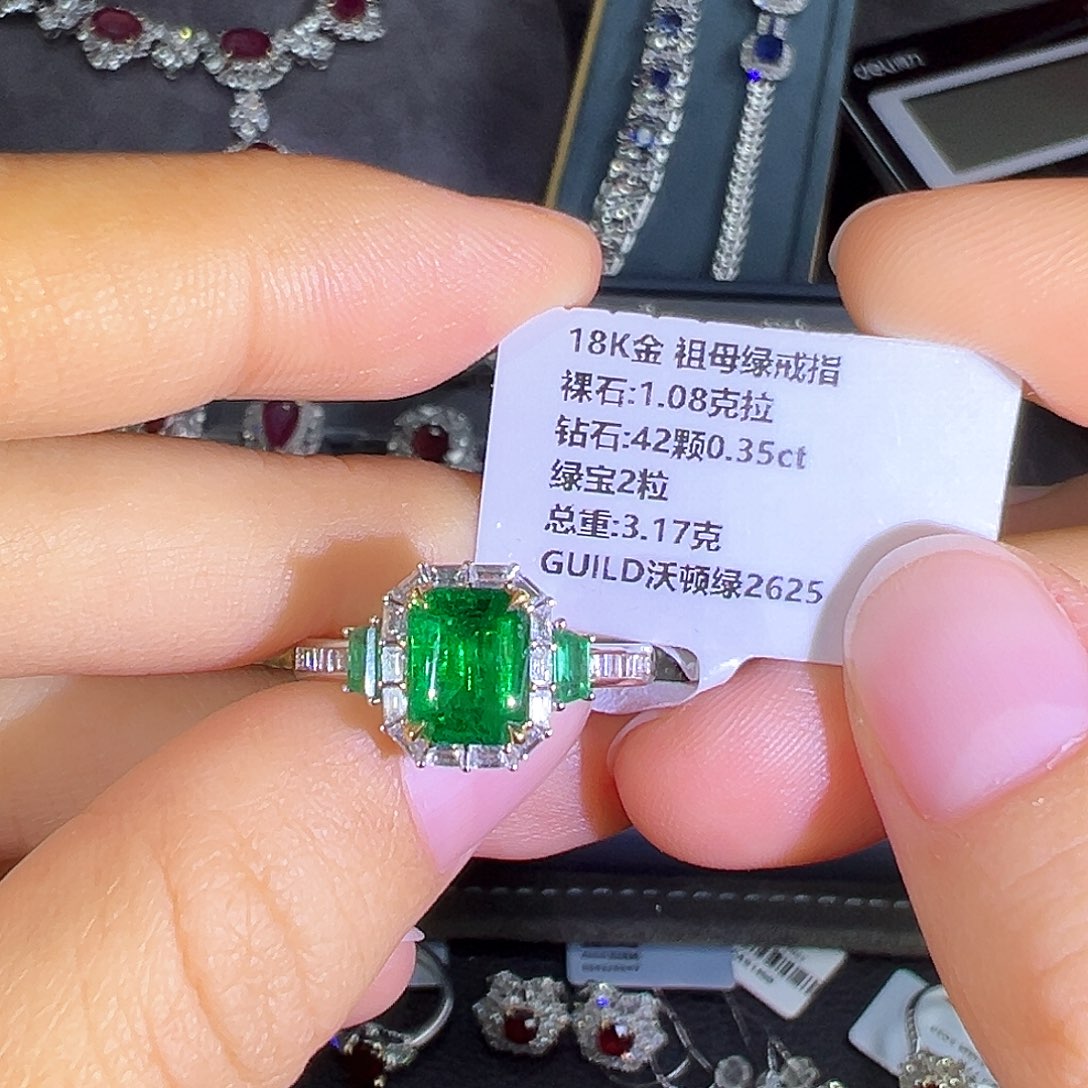 deli
18K金 祖母绿戒指
裸石:1.08克拉
钻石:42颗0.35ct
绿宝2粒
总重:3.17克
GUILD沃顿绿2625